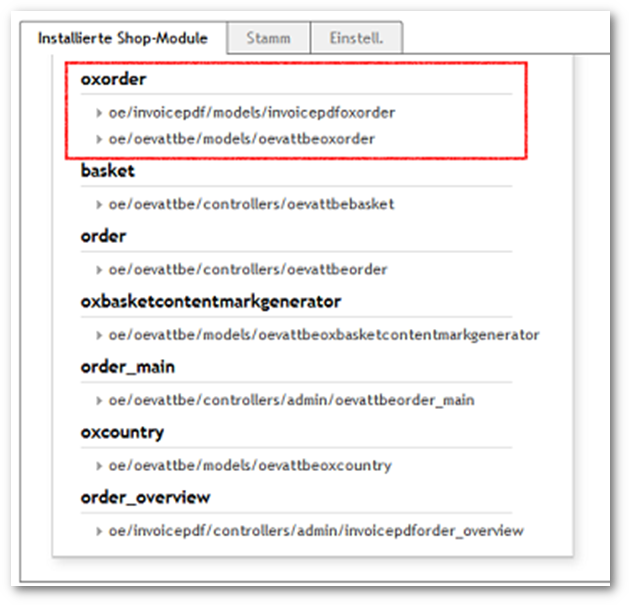 Installierte Shop-Module Stamm Einstell.
oxorder
oe/invoicepdf/models/invoicepdfoxorder
oe/oevattbe/models/oevattbeoxorder
basket
oe/oevattbe/controllers/oevattbebasket
order
oe/oevattbe/controllers/oevattbeorder
oxbasketcontentmarkgenerator
oe/oevattbe/models/oevattbeoxbasketcontentmarkgenerator
order_main
oe/oevattbe/controllers/admin/oevattbeorder_main
oxcountry
oe/oevattbe/models/oevattbeoxcountry
order_overview
oe/invoicepdf/controllers/admin/invoicepdforder_overview